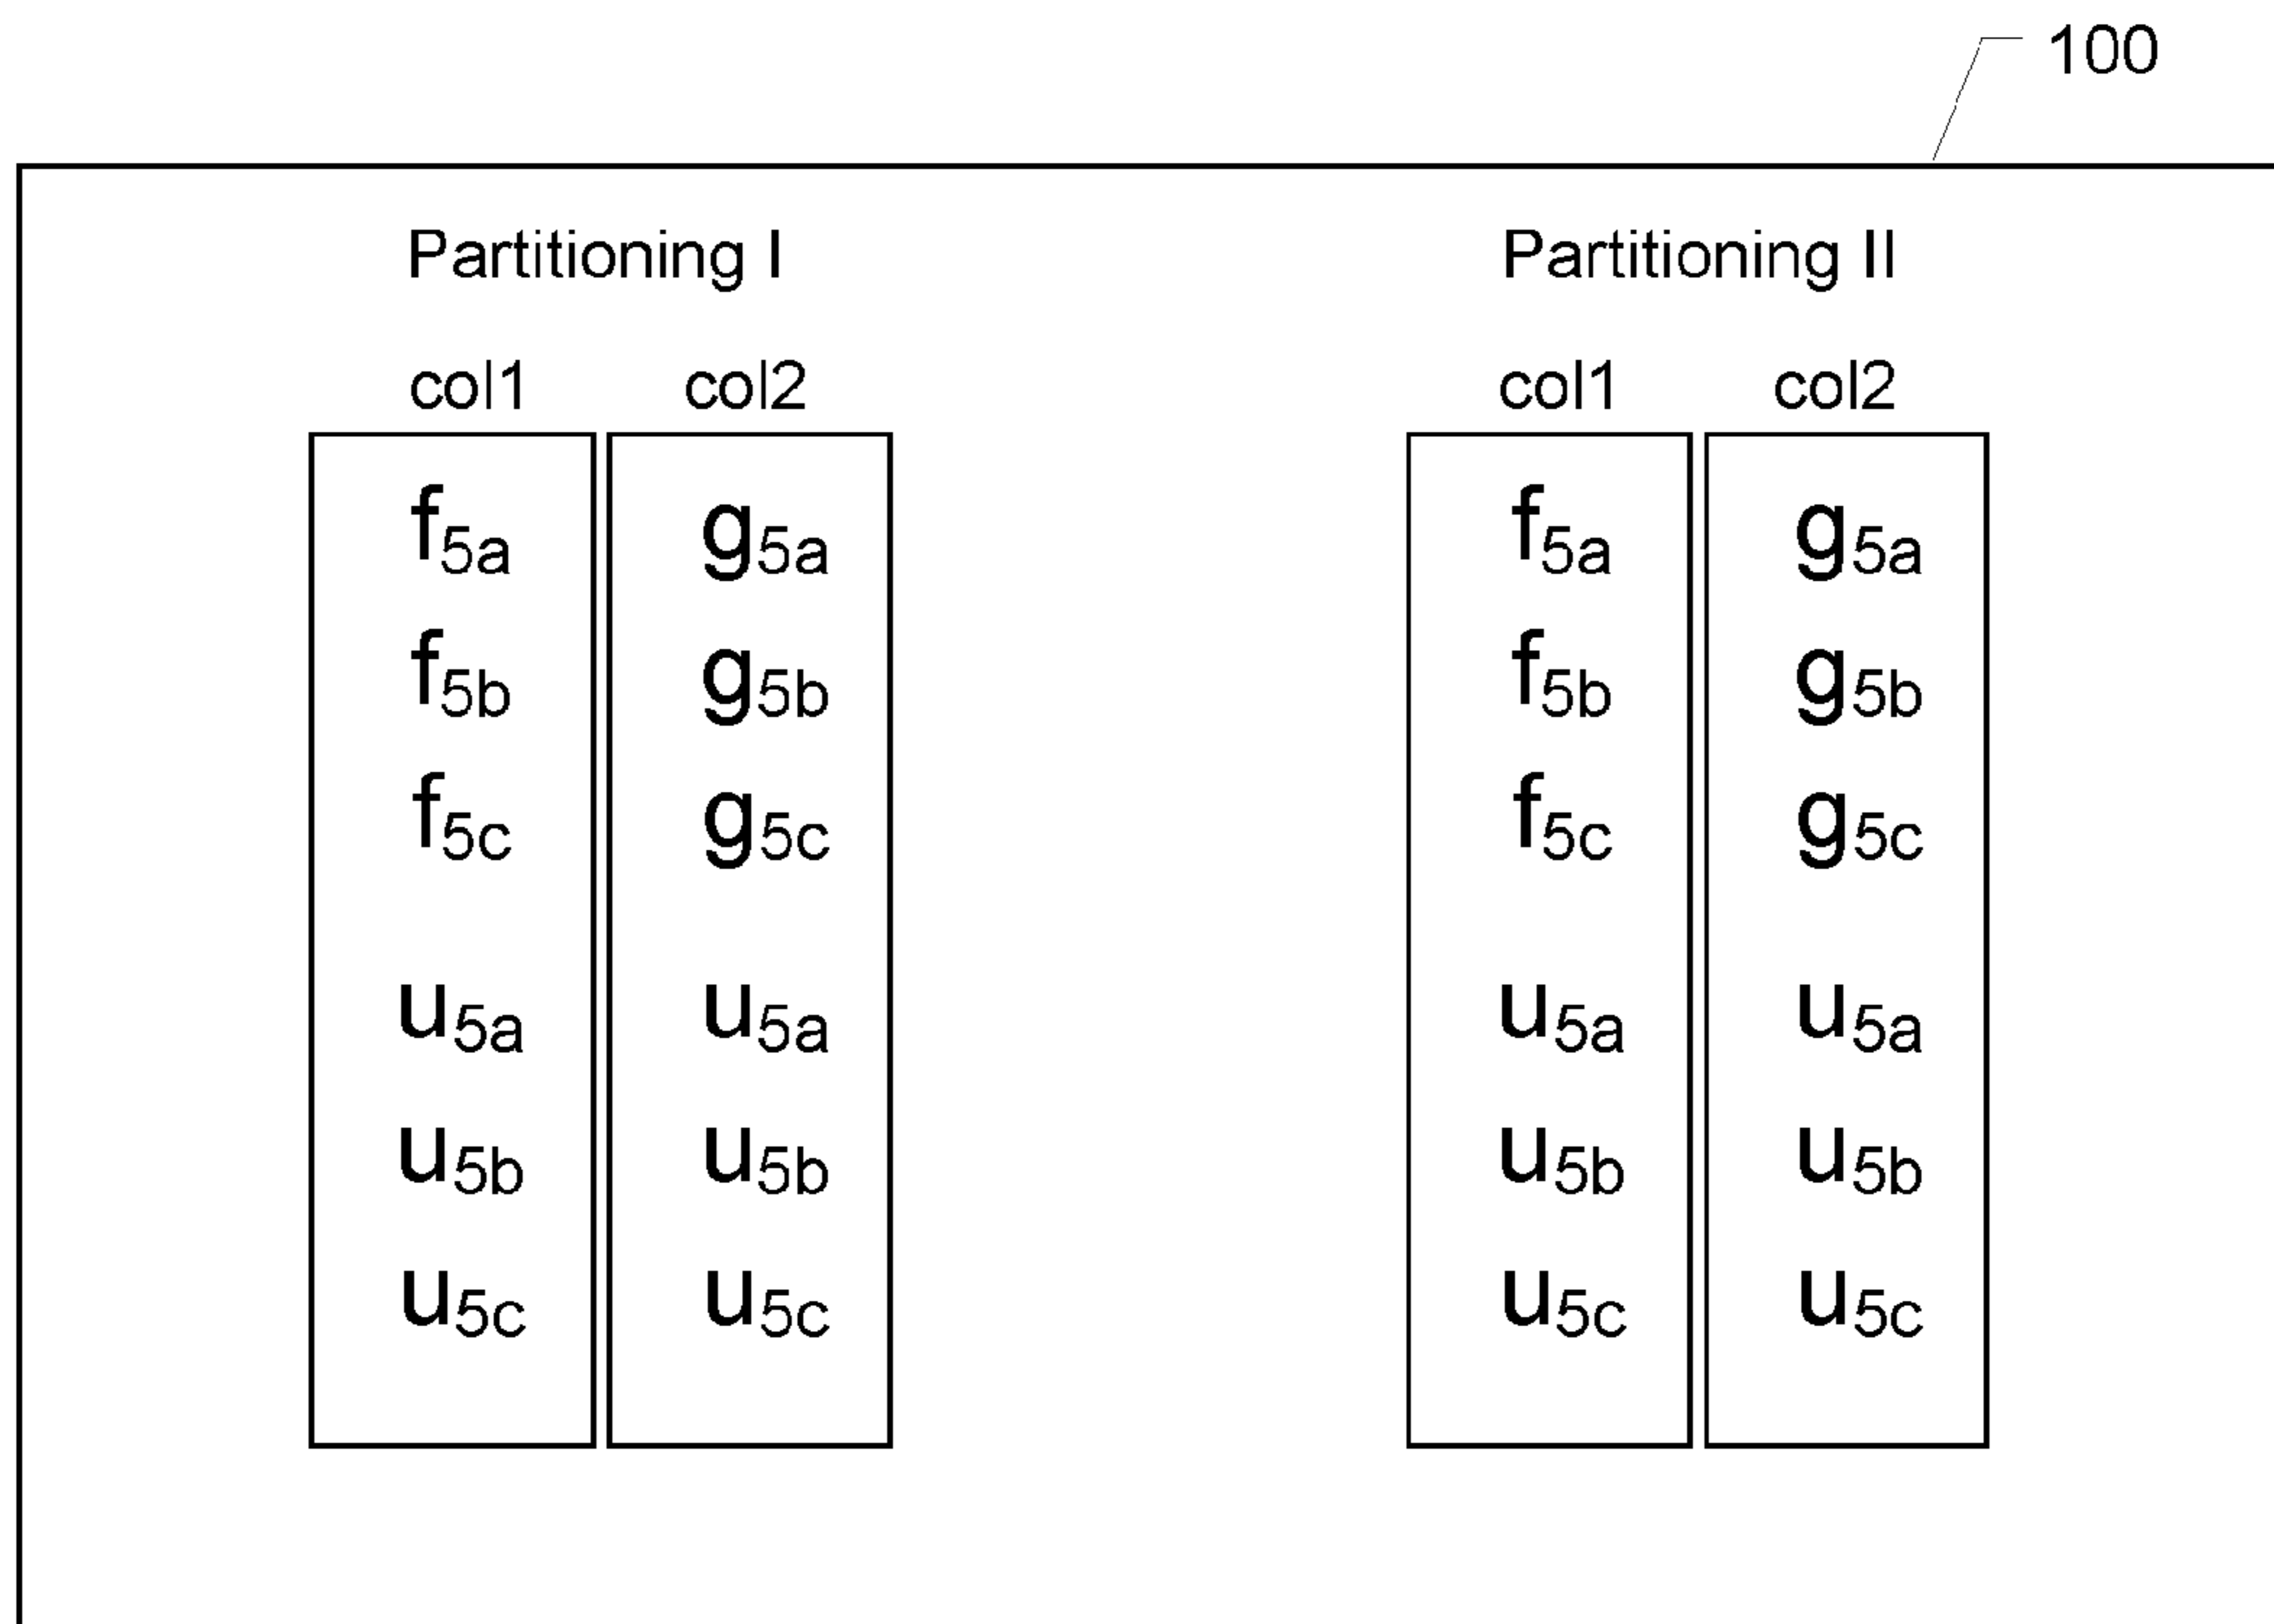 100
Partitioning I Partitioning II
col1 col2 col1 col2
f5a g5a f5a g5a
f5b g5b f5b g5b
f5c g5c f5c g5c
u5a u5a u5a u5a
u5b u5b u5b u5b
u5c u5c u5c u5c